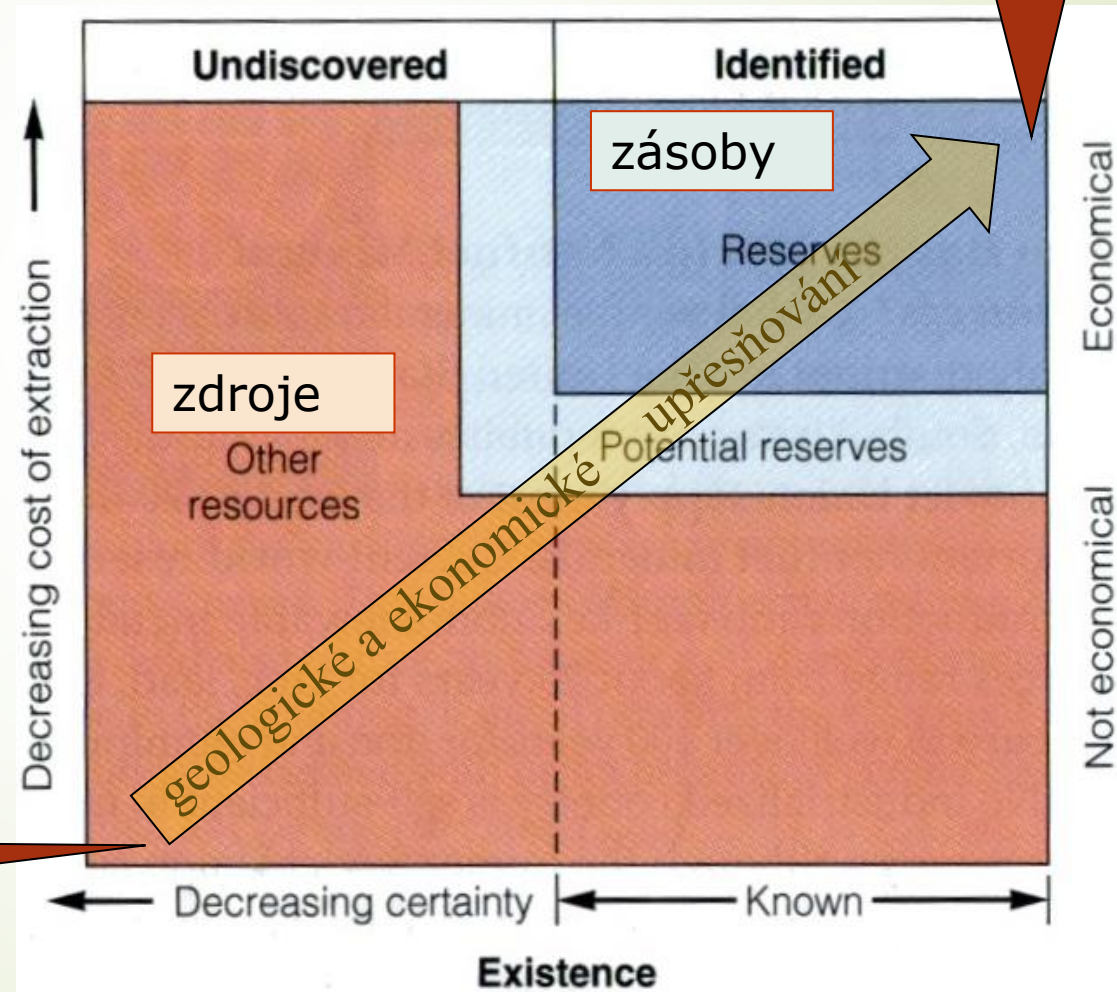 Undiscovered
Identified
zásoby
Reserves
zdroje
Other
resources
Potential reserves
geologické a ekonomické upřesňování
Decreasing cost of extraction
Economical
Not economical
Decreasing certainty
Known
Existence